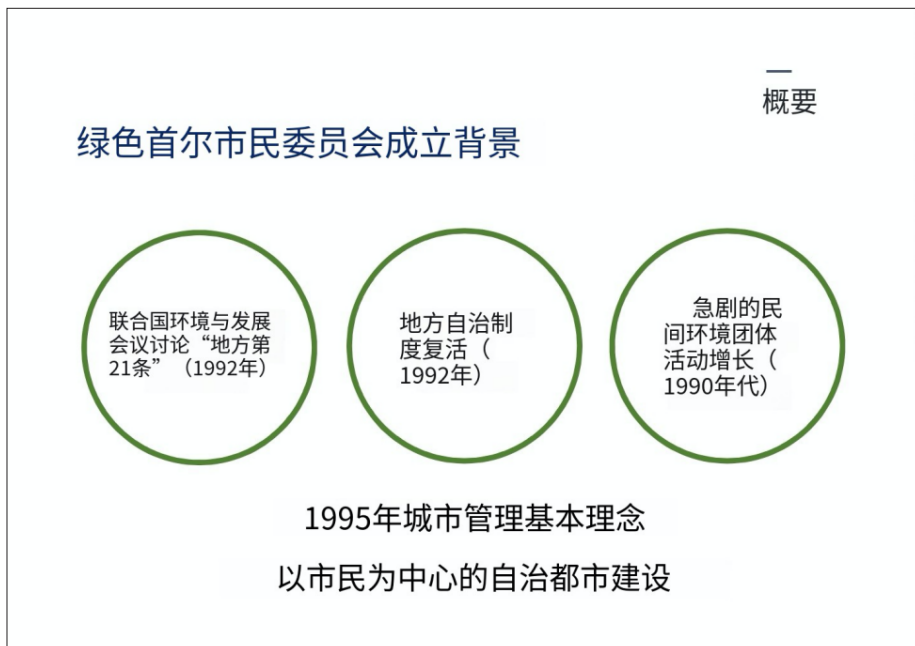 概要
绿色首尔市民委员会成立背景
联合国环境与发展
会议讨论“地方第
21条”（1992年）
地方自治制
度复活（
1992年）
急剧的民
间环境团体
活动增长（
1990年代）
1995年城市管理基本理念
以市民为中心的自治都市建设